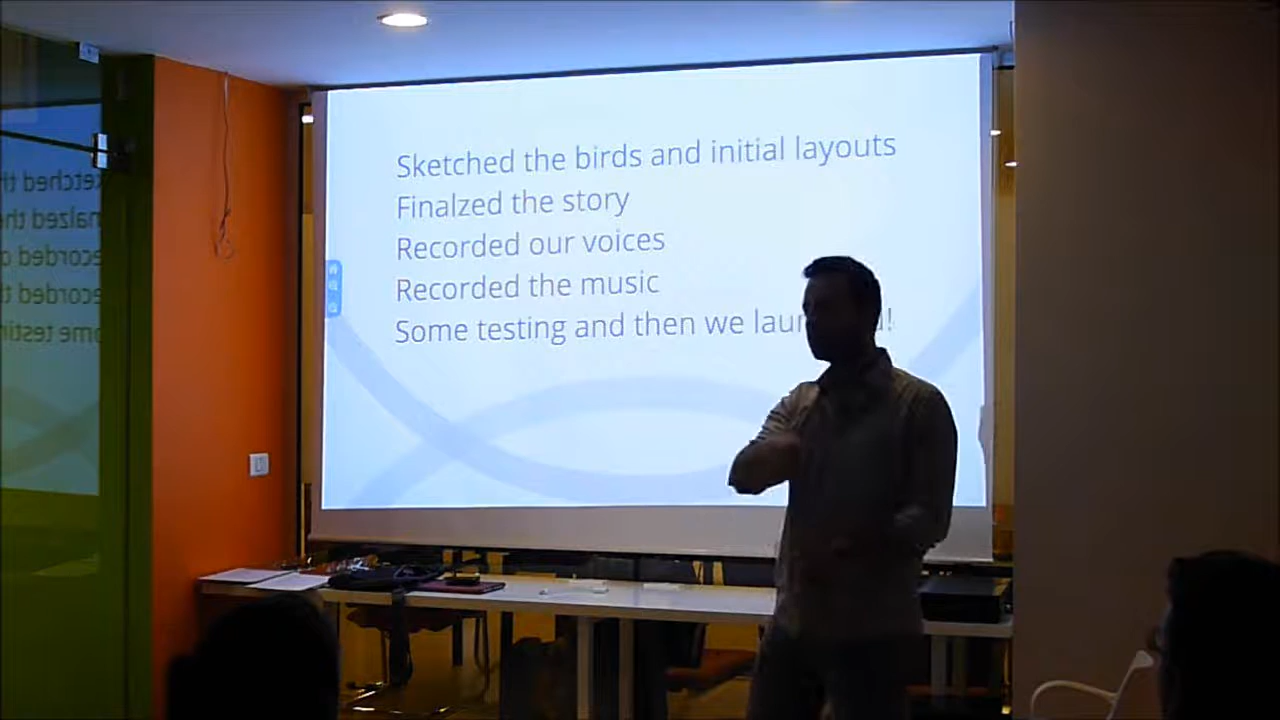 Sketched the birds and initial layouts
Finalzed the story
Recorded our voices
Recorded the music
Some testing and then we